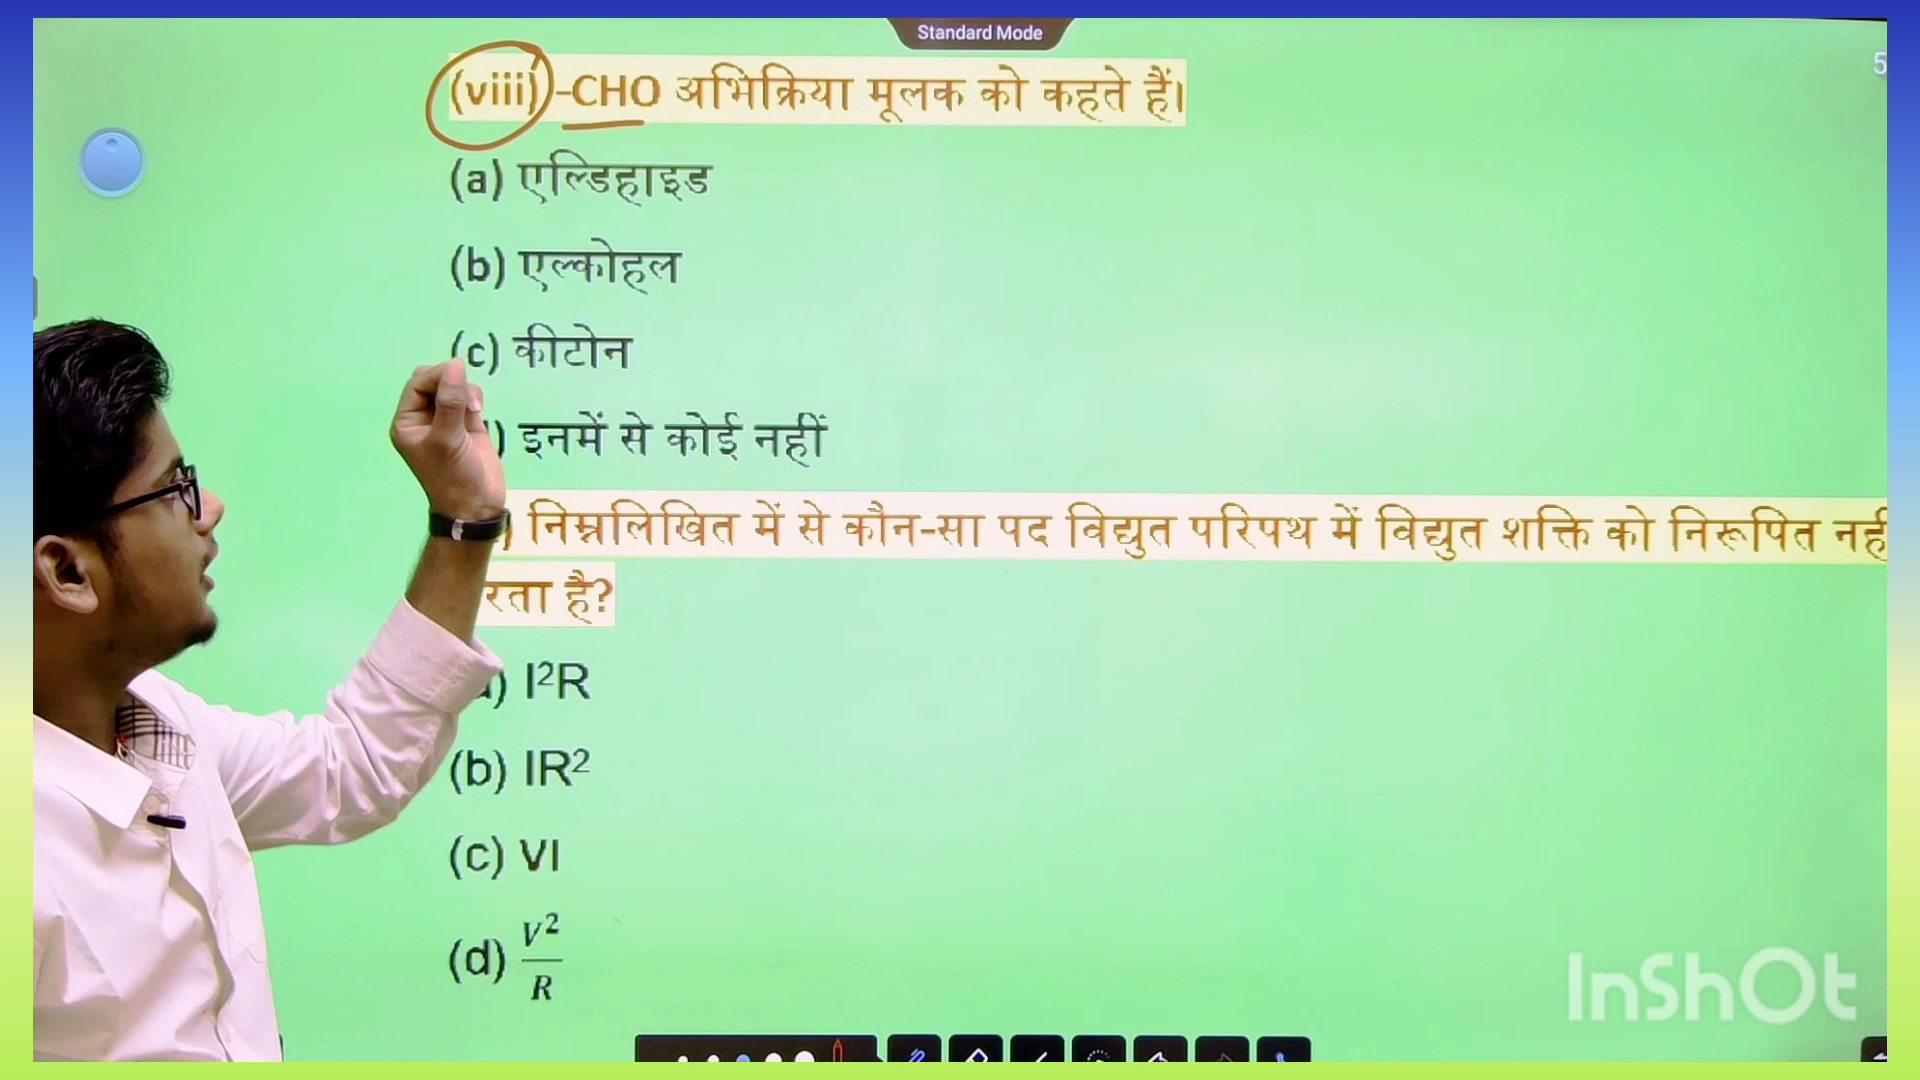 Standard Mode
5
(viii) -CHO अभिक्रिया मूलक को कहते हैं।
(a) एल्डिहाइड
(b) एल्कोहल
(c) कीटोन
) इनमें से कोई नहीं
) निम्नलिखित में से कौन-सा पद विद्युत परिपथ में विद्युत शक्ति को निरूपित नहीं
रता है?
) I²R
(b) IR²
(c) VI
(d) V²/R
InShOt